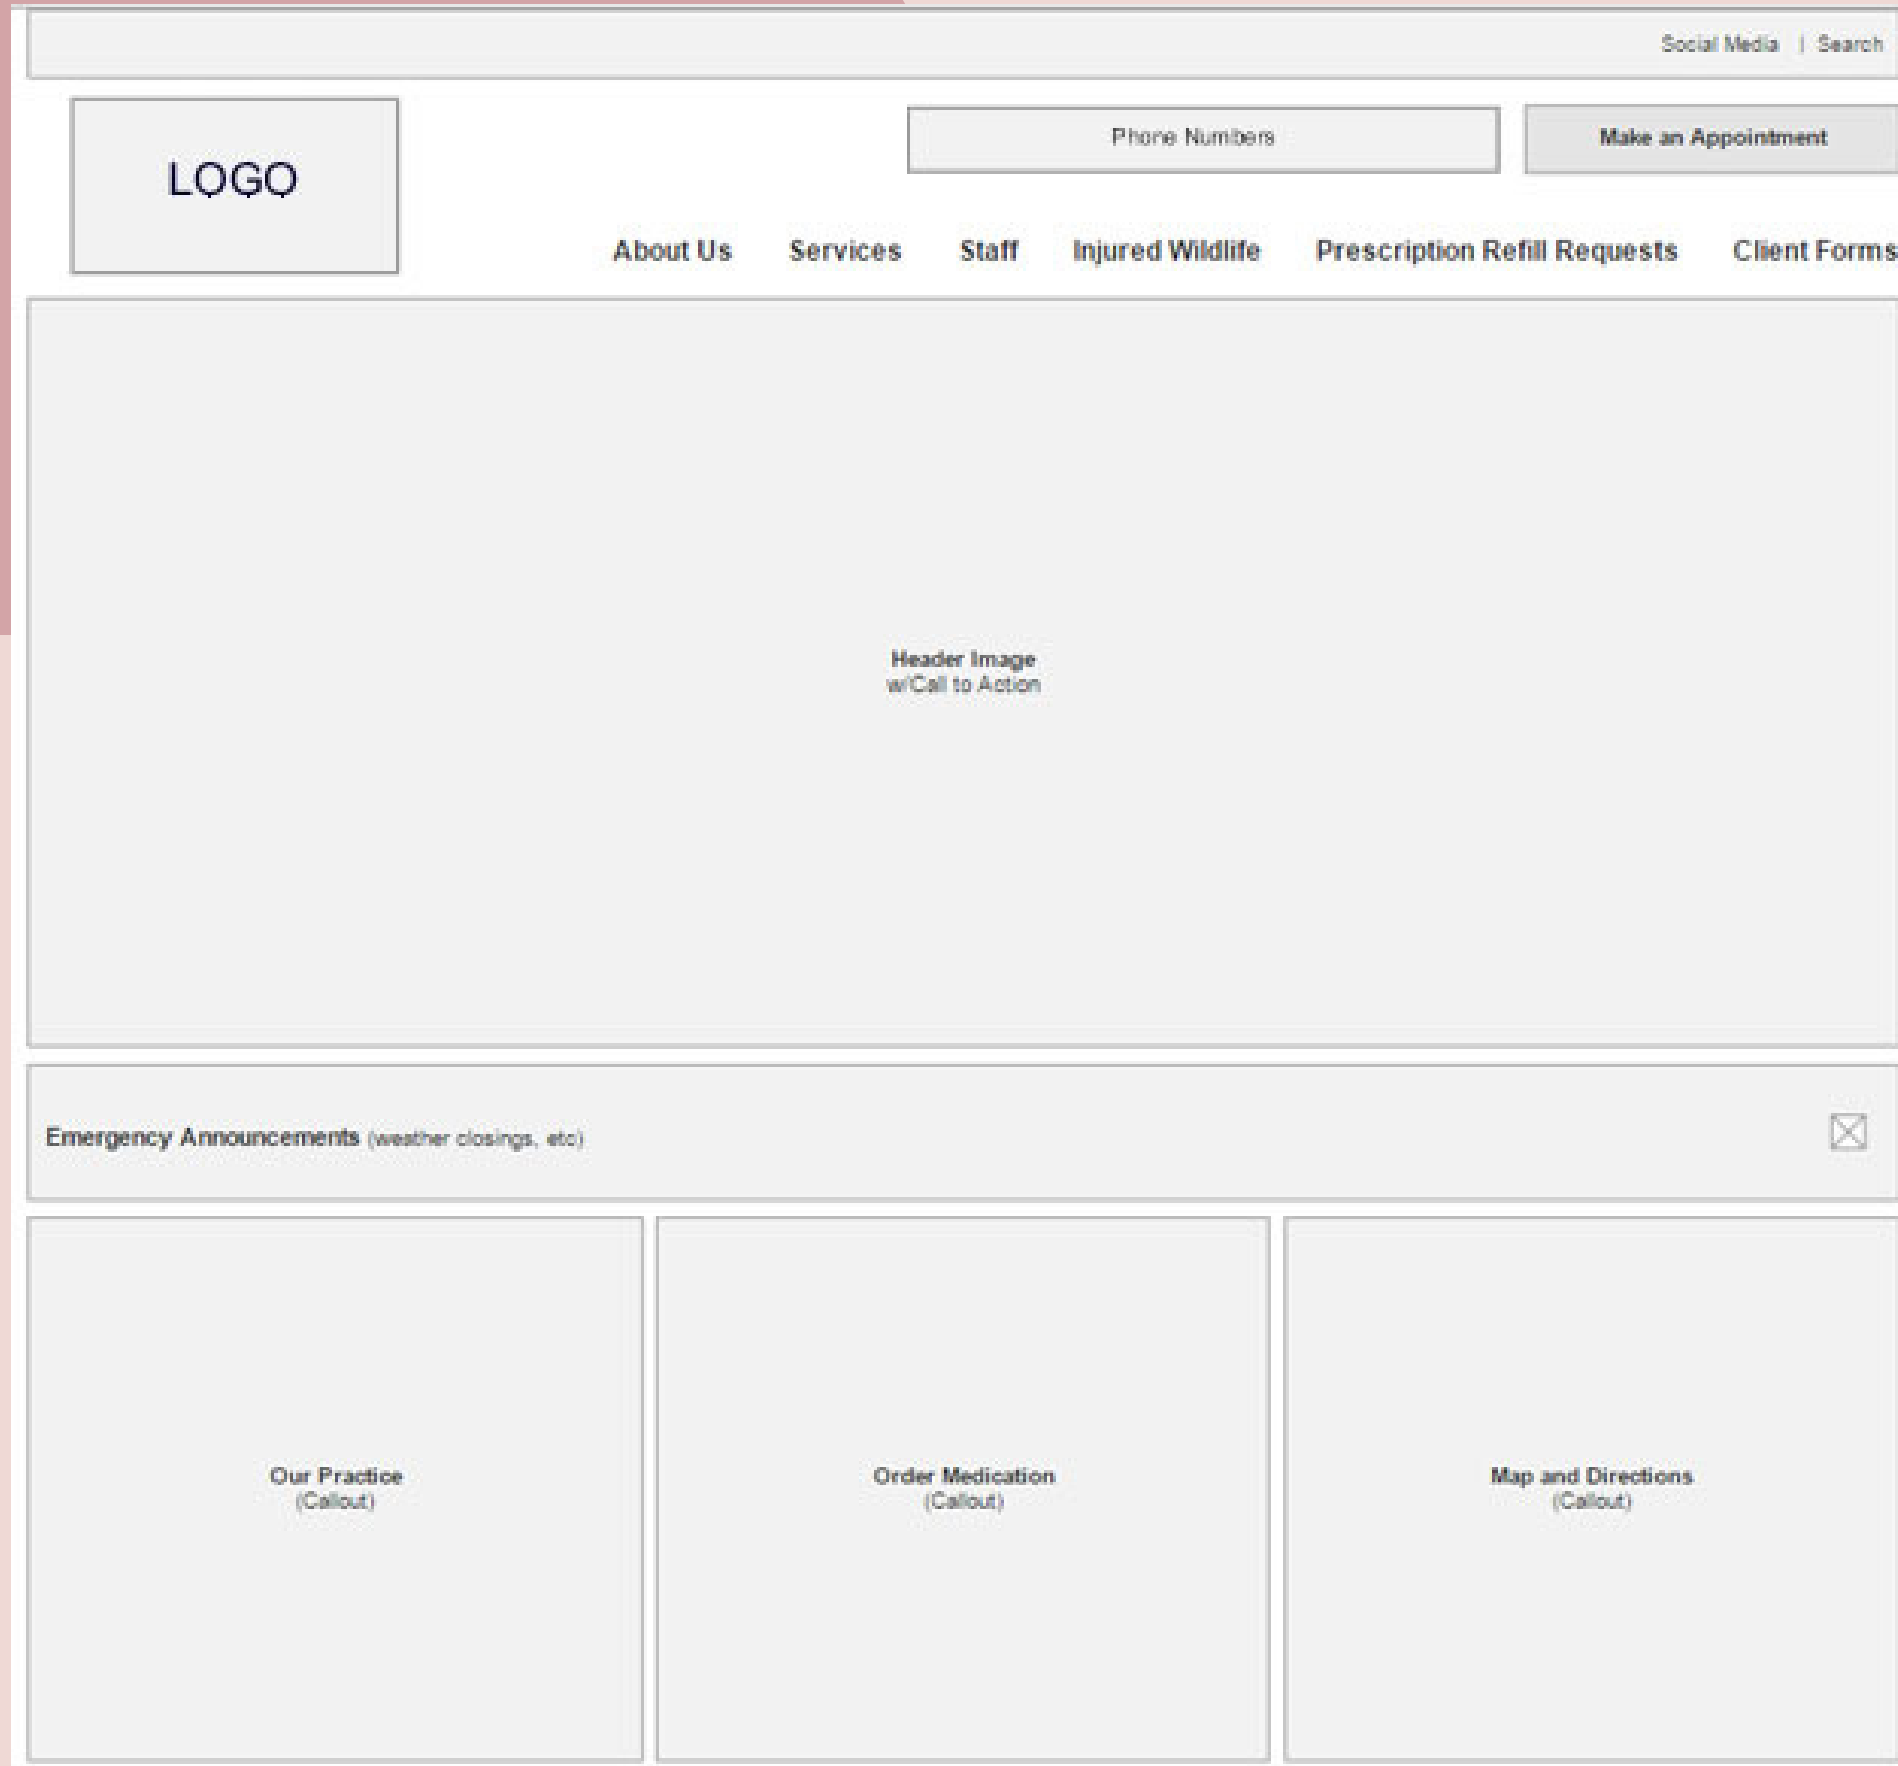 Social Media | Search
LOGO
Phone Numbers
Make an Appointment
About Us Services Staff Injured Wildlife Prescription Refill Requests Client Forms
Header Image
w/Call to Action
Emergency Announcements (weather closings, etc)
Our Practice
(Callout)
Order Medication
(Callout)
Map and Directions
(Callout)